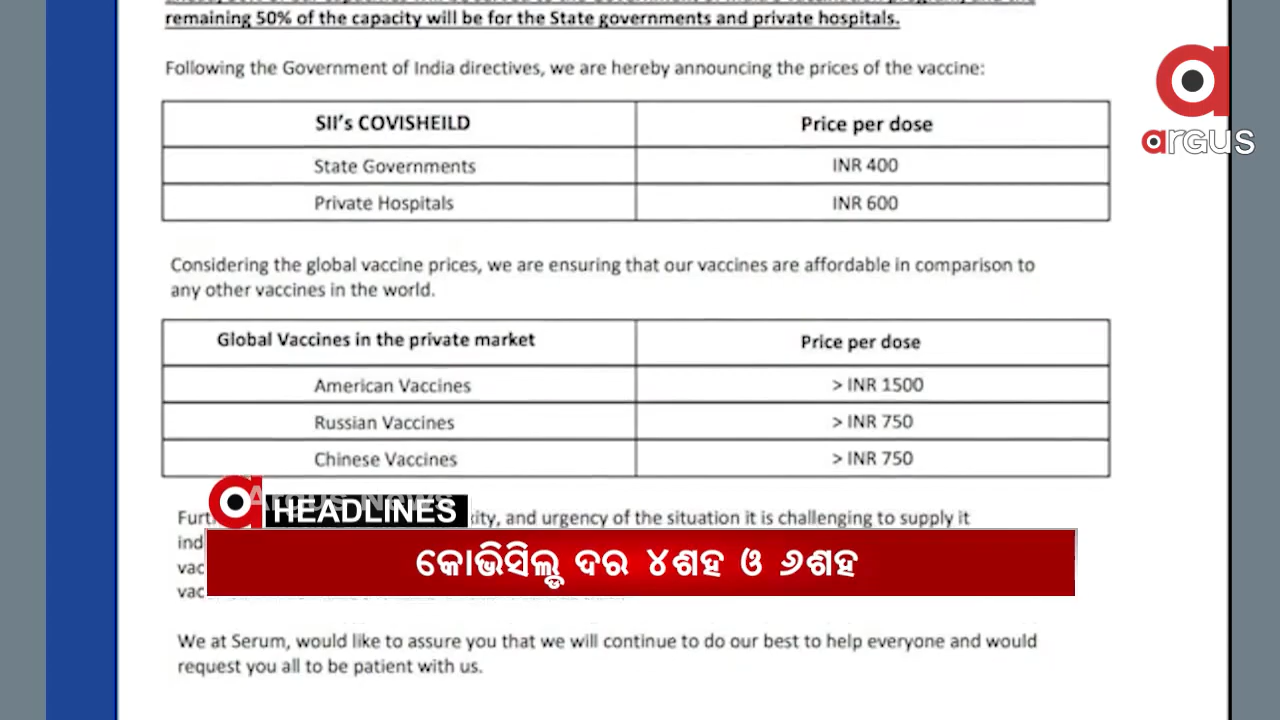 remaining 50% of the capacity will be for the State governments and private hospitals.
Following the Government of India directives, we are hereby announcing the prices of the vaccine:
argus
SII's COVISHEILD Price per dose
State Governments INR 400
Private Hospitals INR 600
Considering the global vaccine prices, we are ensuring that our vaccines are affordable in comparison to
any other vaccines in the world.
Global Vaccines in the private market Price per dose
American Vaccines > INR 1500
Russian Vaccines > INR 750
Chinese Vaccines > INR 750
Argus News
HEADLINES
and urgency of the situation it is challenging to supply it
କୋଭିସିଲ୍ଡ ଦର ୪ଶହ ଓ ୬ଶହ
We at Serum, would like to assure you that we will continue to do our best to help everyone and would
request you all to be patient with us.